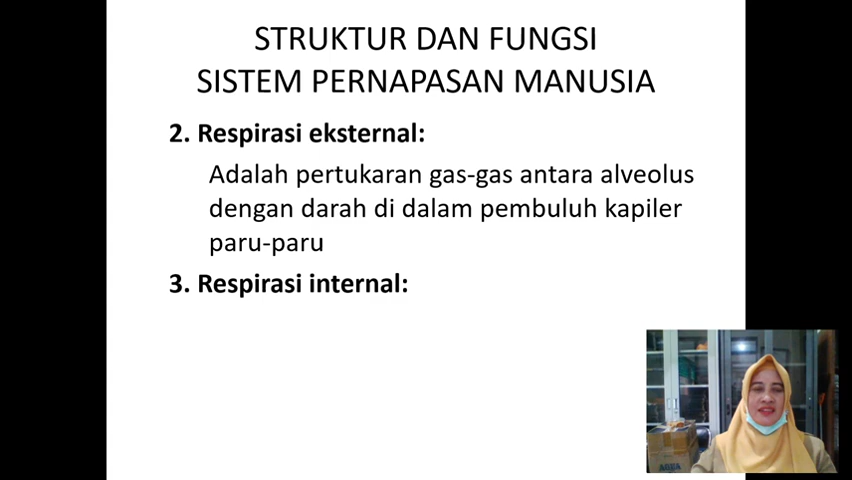 STRUKTUR DAN FUNGSI
SISTEM PERNAPASAN MANUSIA
2. Respirasi eksternal:
Adalah pertukaran gas-gas antara alveolus
dengan darah di dalam pembuluh kapiler
paru-paru
3. Respirasi internal: